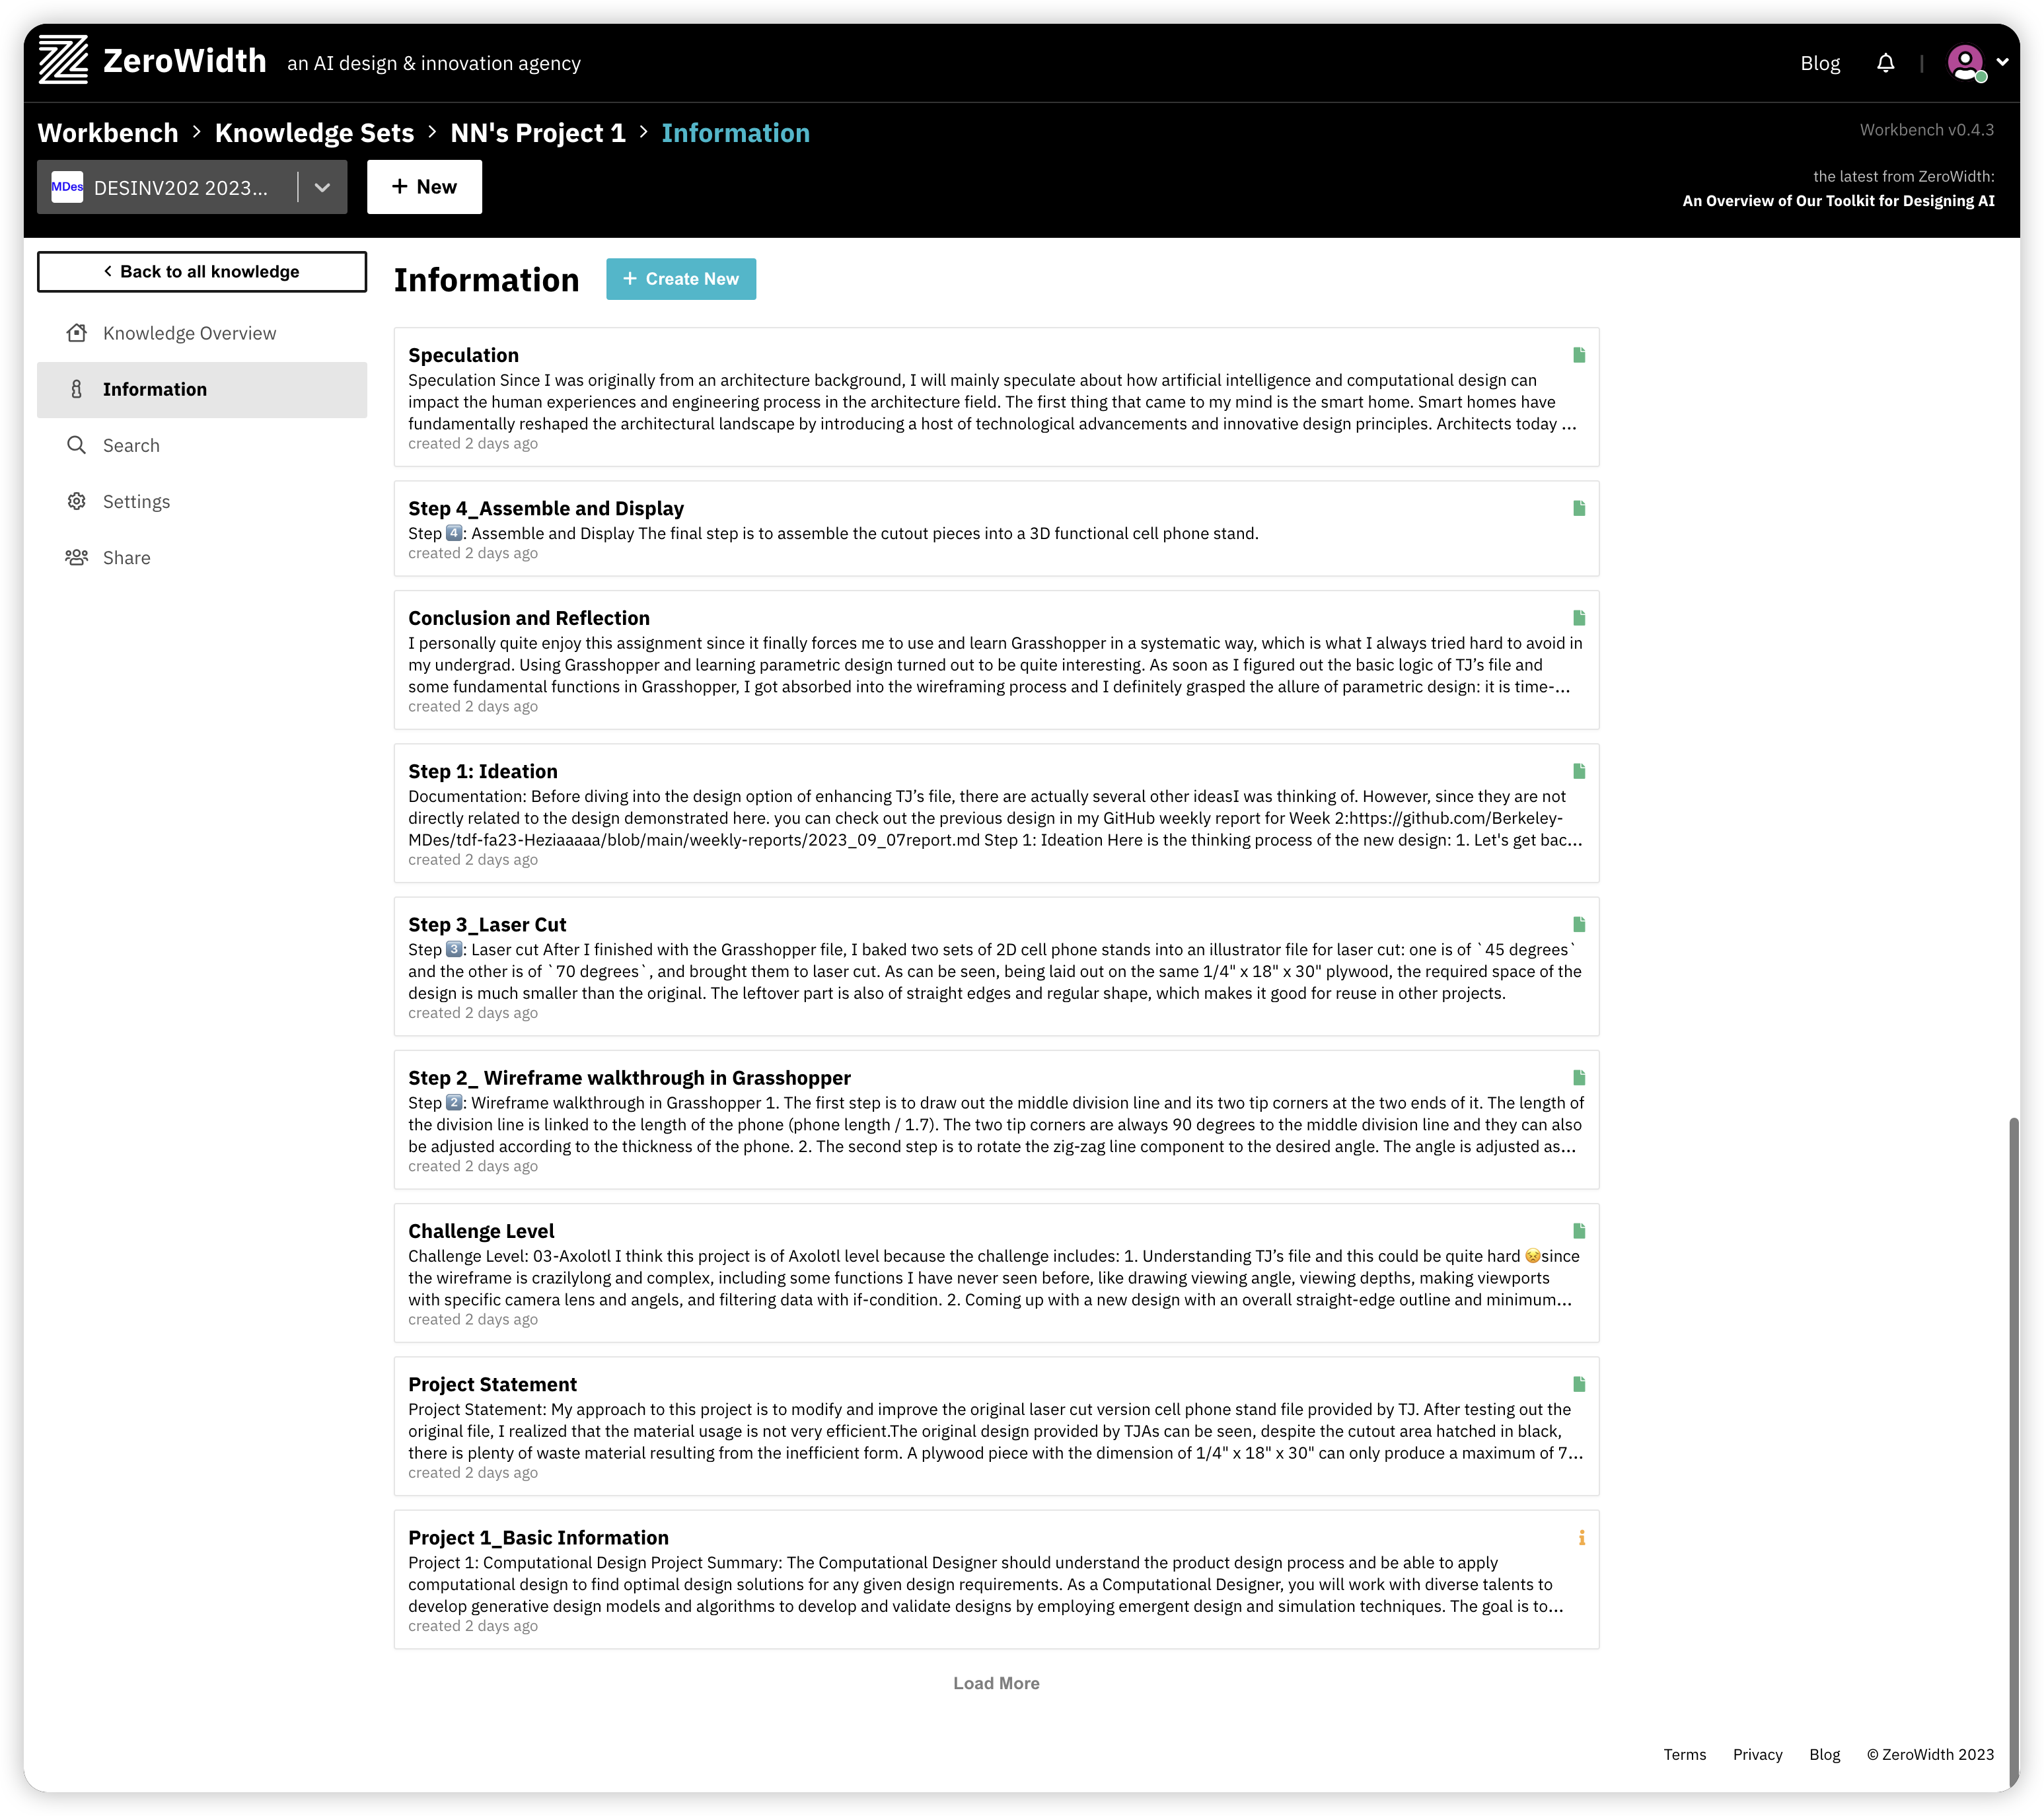 ZeroWidth an AI design & innovation agency
Blog |
Workbench > Knowledge Sets > NN's Project 1 > Information
Workbench v0.4.3
MDes DESINV202 2023...
+ New
the latest from ZeroWidth:
An Overview of Our Toolkit for Designing AI
< Back to all knowledge
Knowledge Overview
Information
Search
Settings
Share
Information
+ Create New
Speculation
Speculation Since I was originally from an architecture background, I will mainly speculate about how artificial intelligence and computational design can
impact the human experiences and engineering process in the architecture field. The first thing that came to my mind is the smart home. Smart homes have
fundamentally reshaped the architectural landscape by introducing a host of technological advancements and innovative design principles. Architects today ...
created 2 days ago
Step 4_Assemble and Display
Step 4️⃣: Assemble and Display The final step is to assemble the cutout pieces into a 3D functional cell phone stand.
created 2 days ago
Conclusion and Reflection
I personally quite enjoy this assignment since it finally forces me to use and learn Grasshopper in a systematic way, which is what I always tried hard to avoid in
my undergrad. Using Grasshopper and learning parametric design turned out to be quite interesting. As soon as I figured out the basic logic of TJ’s file and
some fundamental functions in Grasshopper, I got absorbed into the wireframing process and I definitely grasped the allure of parametric design: it is time-...
created 2 days ago
Step 1: Ideation
Documentation: Before diving into the design option of enhancing TJ’s file, there are actually several other ideasI was thinking of. However, since they are not
directly related to the design demonstrated here. you can check out the previous design in my GitHub weekly report for Week 2:https://github.com/Berkeley-
MDes/tdf-fa23-Heziaaaaa/blob/main/weekly-reports/2023_09_07report.md Step 1: Ideation Here is the thinking process of the new design: 1. Let's get bac...
created 2 days ago
Step 3_Laser Cut
Step 3️⃣: Laser cut After I finished with the Grasshopper file, I baked two sets of 2D cell phone stands into an illustrator file for laser cut: one is of `45 degrees`
and the other is of `70 degrees`, and brought them to laser cut. As can be seen, being laid out on the same 1/4" x 18" x 30" plywood, the required space of the
design is much smaller than the original. The leftover part is also of straight edges and regular shape, which makes it good for reuse in other projects.
created 2 days ago
Step 2_ Wireframe walkthrough in Grasshopper
Step 2️⃣: Wireframe walkthrough in Grasshopper 1. The first step is to draw out the middle division line and its two tip corners at the two ends of it. The length of
the division line is linked to the length of the phone (phone length / 1.7). The two tip corners are always 90 degrees to the middle division line and they can also
be adjusted according to the thickness of the phone. 2. The second step is to rotate the zig-zag line component to the desired angle. The angle is adjusted as...
created 2 days ago
Challenge Level
Challenge Level: 03-Axolotl I think this project is of Axolotl level because the challenge includes: 1. Understanding TJ’s file and this could be quite hard 😣since
the wireframe is crazilylong and complex, including some functions I have never seen before, like drawing viewing angle, viewing depths, making viewports
with specific camera lens and angels, and filtering data with if-condition. 2. Coming up with a new design with an overall straight-edge outline and minimum...
created 2 days ago
Project Statement
Project Statement: My approach to this project is to modify and improve the original laser cut version cell phone stand file provided by TJ. After testing out the
original file, I realized that the material usage is not very efficient.The original design provided by TJAs can be seen, despite the cutout area hatched in black,
there is plenty of waste material resulting from the inefficient form. A plywood piece with the dimension of 1/4" x 18" x 30" can only produce a maximum of 7...
created 2 days ago
Project 1_Basic Information
Project 1: Computational Design Project Summary: The Computational Designer should understand the product design process and be able to apply
computational design to find optimal design solutions for any given design requirements. As a Computational Designer, you will work with diverse talents to
develop generative design models and algorithms to develop and validate designs by employing emergent design and simulation techniques. The goal is to...
created 2 days ago
Load More
Terms Privacy Blog © ZeroWidth 2023